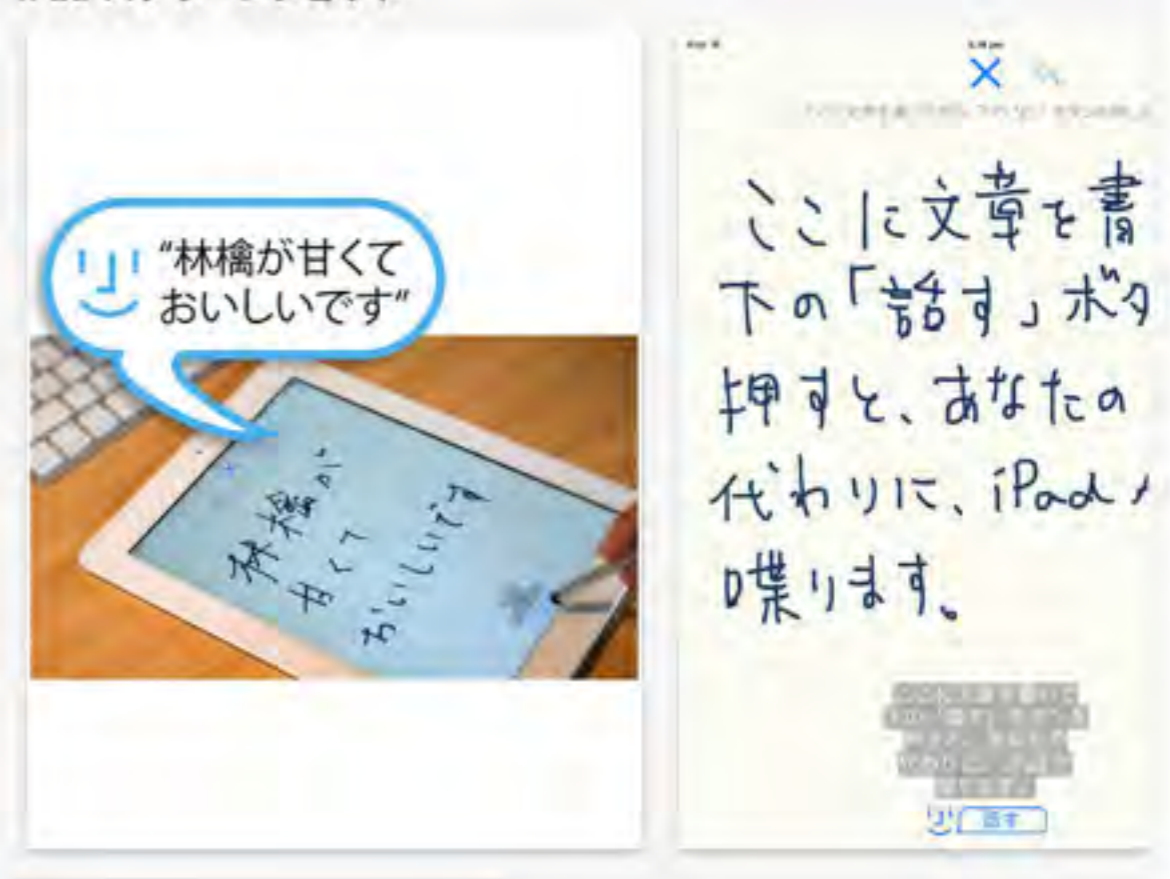 “林檎が甘くて
おいしいです”
林檎が
甘くて
おいしいです
ここに文章を書
下の「話す」ボタ
押すと、あなたの
代わりに、iPad
喋ります。
話す